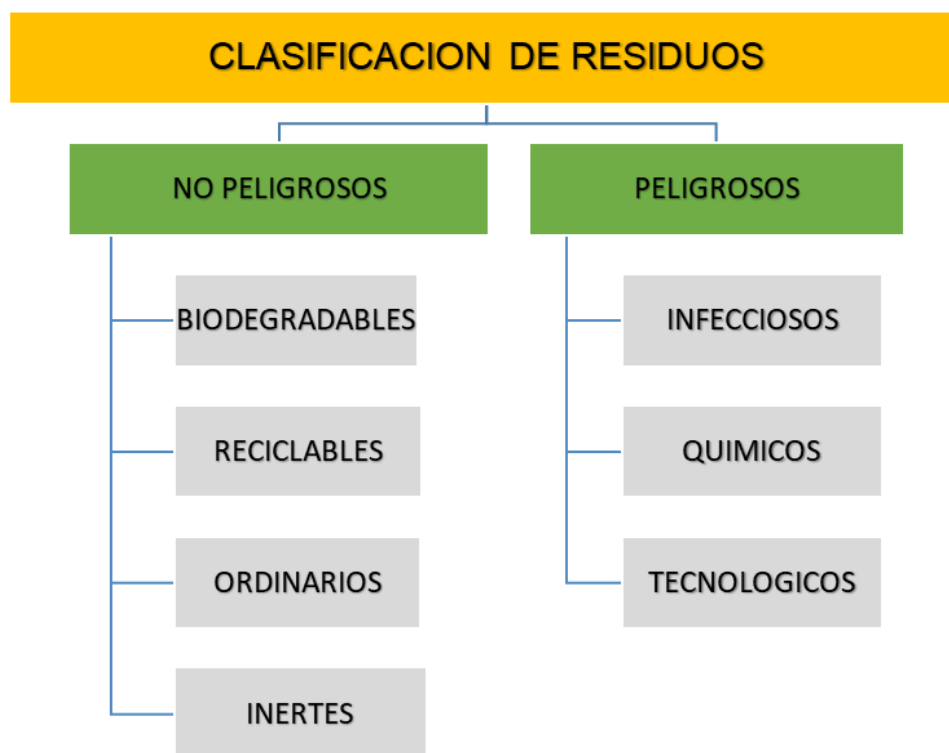 CLASIFICACION DE RESIDUOS
NO PELIGROSOS
BIODEGRADABLES
RECICLABLES
ORDINARIOS
INERTES
PELIGROSOS
INFECCIOSOS
QUIMICOS
TECNOLOGICOS